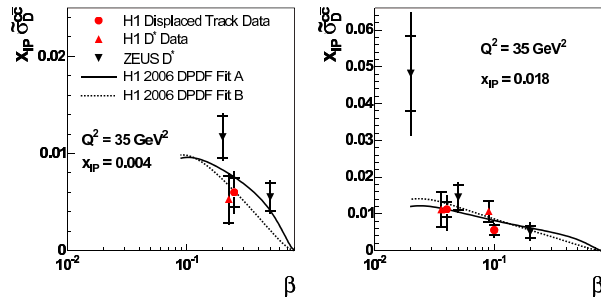 x_IP σ̃_D^cc̄
0.02
0.01
0
10^-2
10^-1
β
H1 Displaced Track Data
H1 D* Data
ZEUS D*
H1 2006 DPDF Fit A
H1 2006 DPDF Fit B
Q² = 35 GeV²
x_IP = 0.004
x_IP σ̃_D^cc̄
0.06
0.05
0.04
0.03
0.02
0.01
0
10^-2
10^-1
β
Q² = 35 GeV²
x_IP = 0.018